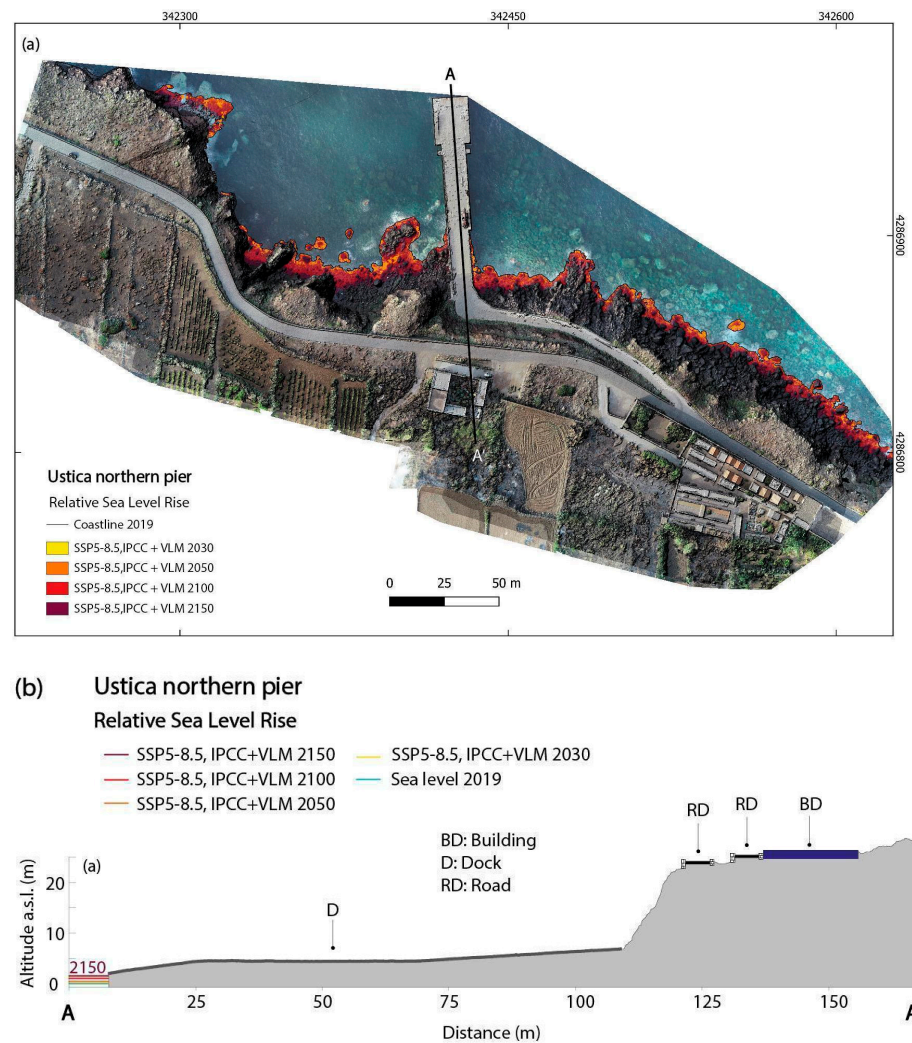 342300
342450
342600
(a)
A
4286900
A'
4286800
Ustica northern pier
Relative Sea Level Rise
Coastline 2019
SSP5-8.5,IPCC + VLM 2030
SSP5-8.5,IPCC + VLM 2050
SSP5-8.5,IPCC + VLM 2100
SSP5-8.5,IPCC + VLM 2150
0 25 50 m
(b) Ustica northern pier
Relative Sea Level Rise
SSP5-8.5, IPCC+VLM 2150
SSP5-8.5, IPCC+VLM 2030
SSP5-8.5, IPCC+VLM 2100
Sea level 2019
SSP5-8.5, IPCC+VLM 2050
RD RD BD
BD: Building
D: Dock
RD: Road
(a)
20
D
10
2150
0
Altitude a.s.l. (m)
25 50 75 100 125 150
A
Distance (m)